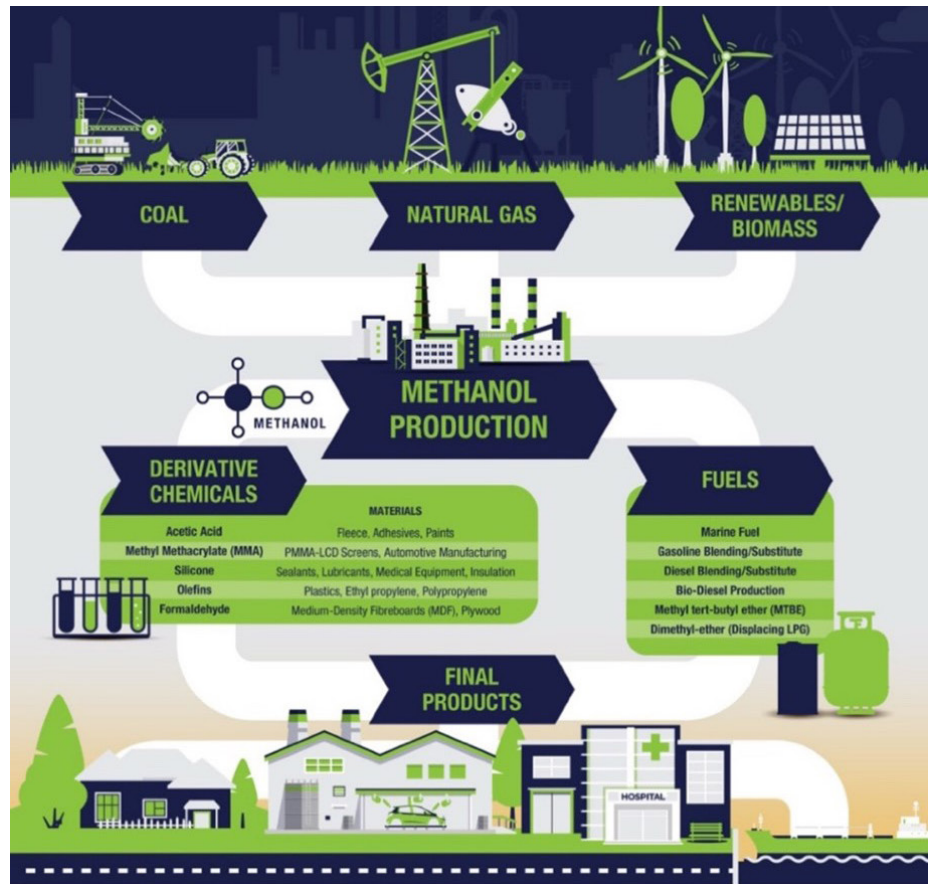 COAL
NATURAL GAS
RENEWABLES/
BIOMASS
METHANOL
METHANOL
PRODUCTION
DERIVATIVE
CHEMICALS
MATERIALS
Acetic Acid
Fleece, Adhesives, Paints
Methyl Methacrylate (MMA)
PMMA-LCD Screens, Automotive Manufacturing
Silicone
Sealants, Lubricants, Medical Equipment, Insulation
Olefins
Plastics, Ethyl propylene, Polypropylene
Formaldehyde
Medium-Density Fibreboards (MDF), Plywood
FUELS
Marine Fuel
Gasoline Blending/Substitute
Diesel Blending/Substitute
Bio-Diesel Production
Methyl tert-butyl ether (MTBE)
Dimethyl-ether (Displacing LPG)
FINAL
PRODUCTS
HOSPITAL